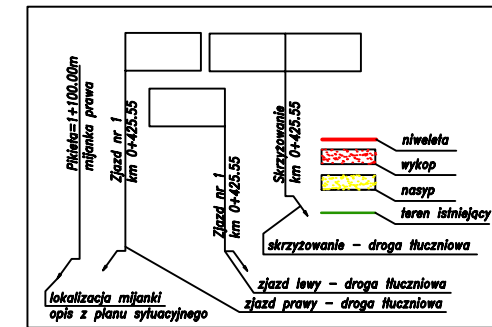 Pikieta=1+100.00m
mijanka prawa
Zjazd nr 1
km 0+425.55
Zjazd nr 1
km 0+425.55
Skrzyżowanie
km 0+425.55
niweleta
wykop
nasyp
teren istniejący
skrzyżowanie – droga tłuczniowa
zjazd lewy – droga tłuczniowa
zjazd prawy – droga tłuczniowa
lokalizacja mijanki
opis z planu sytuacyjnego